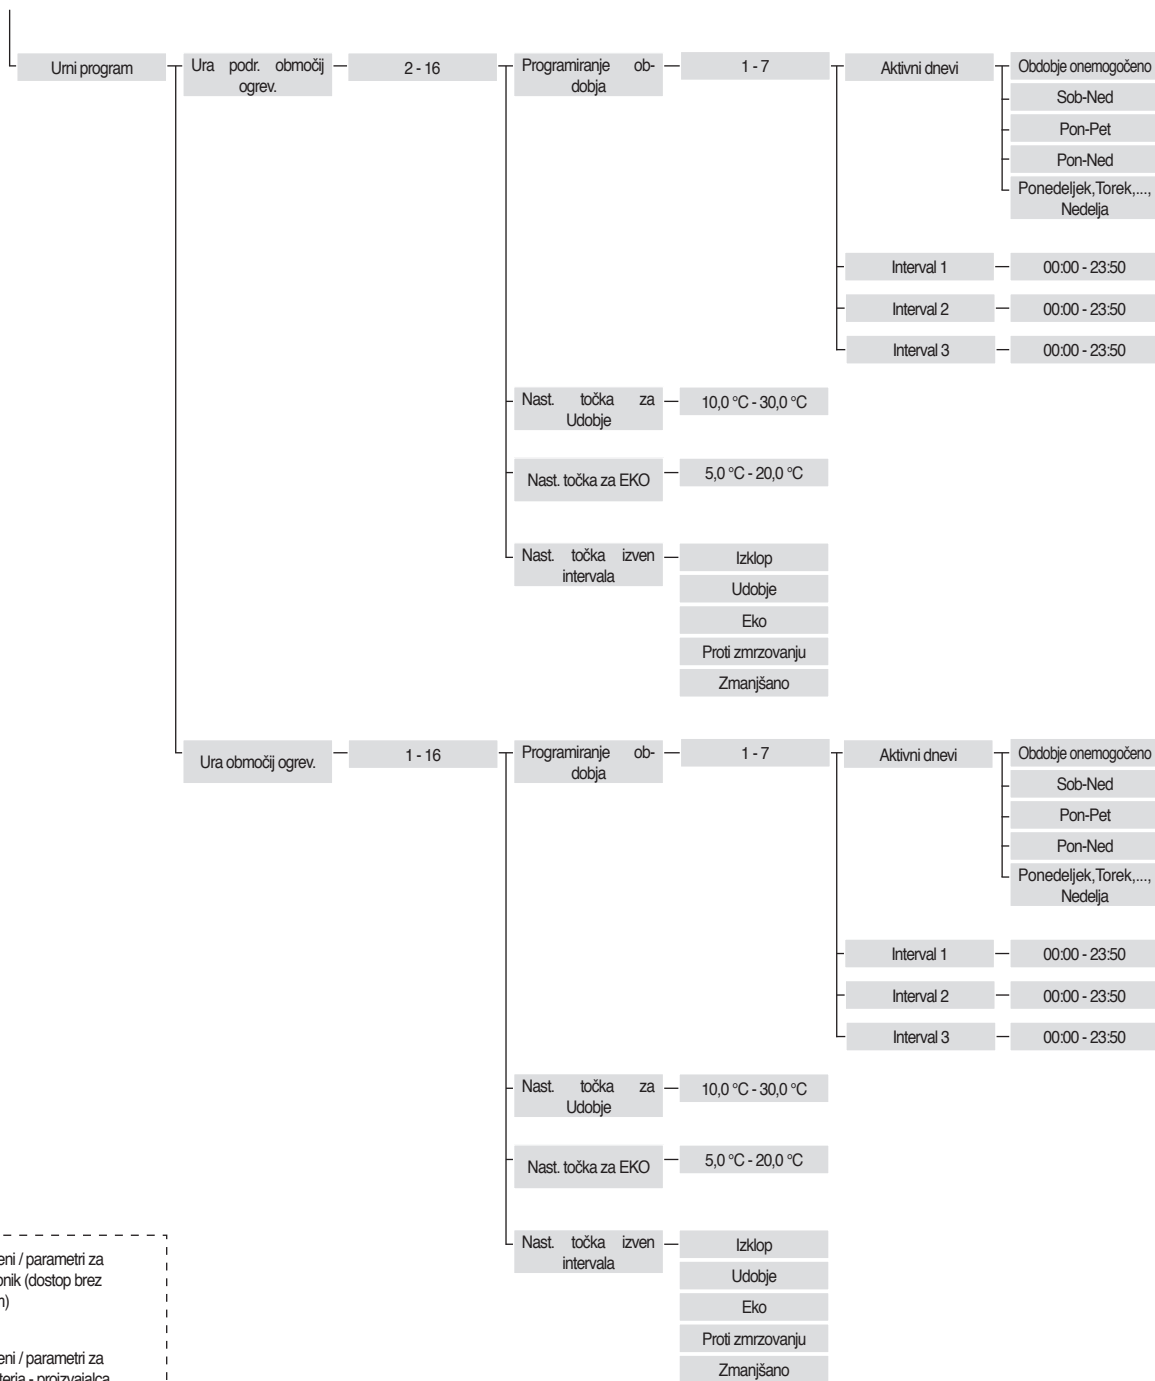 Urni program
Ura podr. območij
ogrev.
2 - 16
Programiranje ob-
dobja
1 - 7
Aktivni dnevi
Obdobje onemogočeno
Sob-Ned
Pon-Pet
Pon-Ned
Ponedeljek,Torek,...,
Nedelja
Interval 1
00:00 - 23:50
Interval 2
00:00 - 23:50
Interval 3
00:00 - 23:50
Nast. točka za
Udobje
10,0 °C - 30,0 °C
Nast. točka za EKO
5,0 °C - 20,0 °C
Nast. točka izven
intervala
Izklop
Udobje
Eko
Proti zmrzovanju
Zmanjšano
Ura območij ogrev.
1 - 16
Programiranje ob-
dobja
1 - 7
Aktivni dnevi
Obdobje onemogočeno
Sob-Ned
Pon-Pet
Pon-Ned
Ponedeljek,Torek,...,
Nedelja
Interval 1
00:00 - 23:50
Interval 2
00:00 - 23:50
Interval 3
00:00 - 23:50
Nast. točka za
Udobje
10,0 °C - 30,0 °C
Nast. točka za EKO
5,0 °C - 20,0 °C
Nast. točka izven
intervala
Izklop
Udobje
Eko
Proti zmrzovanju
Zmanjšano
/ parametri za
(dostop brez
/ parametri za
- proizvajalca